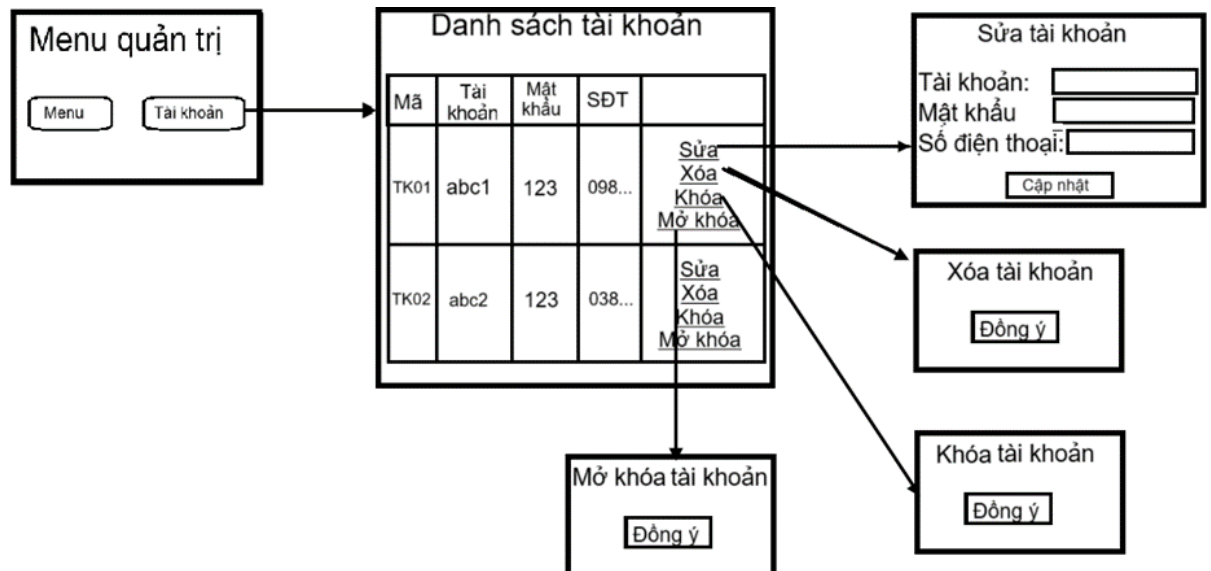 Menu quản trị
Menu
Tài khoản
Danh sách tài khoản
Mã
Tài
khoản
Mật
khẩu
SĐT
TK01
abc1
123
098...
Sửa
Xóa
Khóa
Mở khóa
TK02
abc2
123
038...
Sửa
Xóa
Khóa
Mở khóa
Sửa tài khoản
Tài khoản:
Mật khẩu
Số điện thoại:
Cập nhật
Xóa tài khoản
Đồng ý
Khóa tài khoản
Đồng ý
Mở khóa tài khoản
Đồng ý